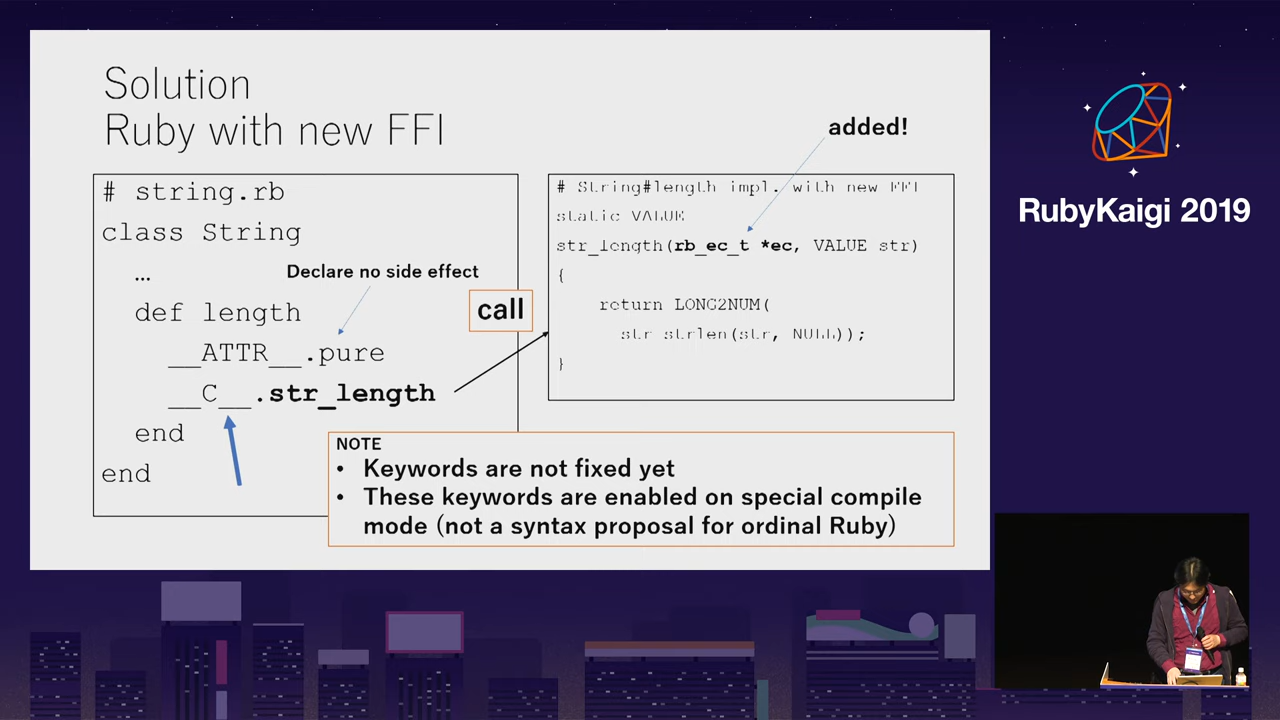 Solution
Ruby with new FFI
# string.rb
class String
...
def length
Declare no side effect
__ATTR__.pure
__C__.str_length
end
end
call
added!
# String#length impl. with new FFI
static VALUE
str_length(rb_ec_t *ec, VALUE str)
{
return LONG2NUM(
str_strlen(str, NULL));
}
NOTE
• Keywords are not fixed yet
• These keywords are enabled on special compile
mode (not a syntax proposal for ordinal Ruby)
RubyKaigi 2019